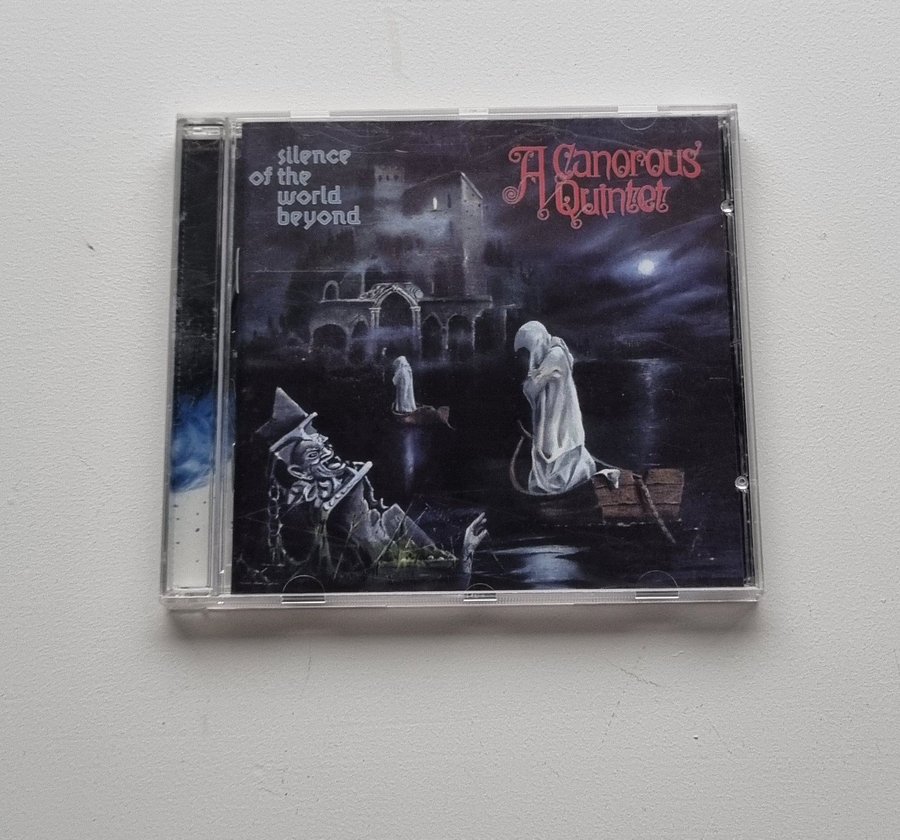 silence
of the
world
beyond
A Canorous
Quintet